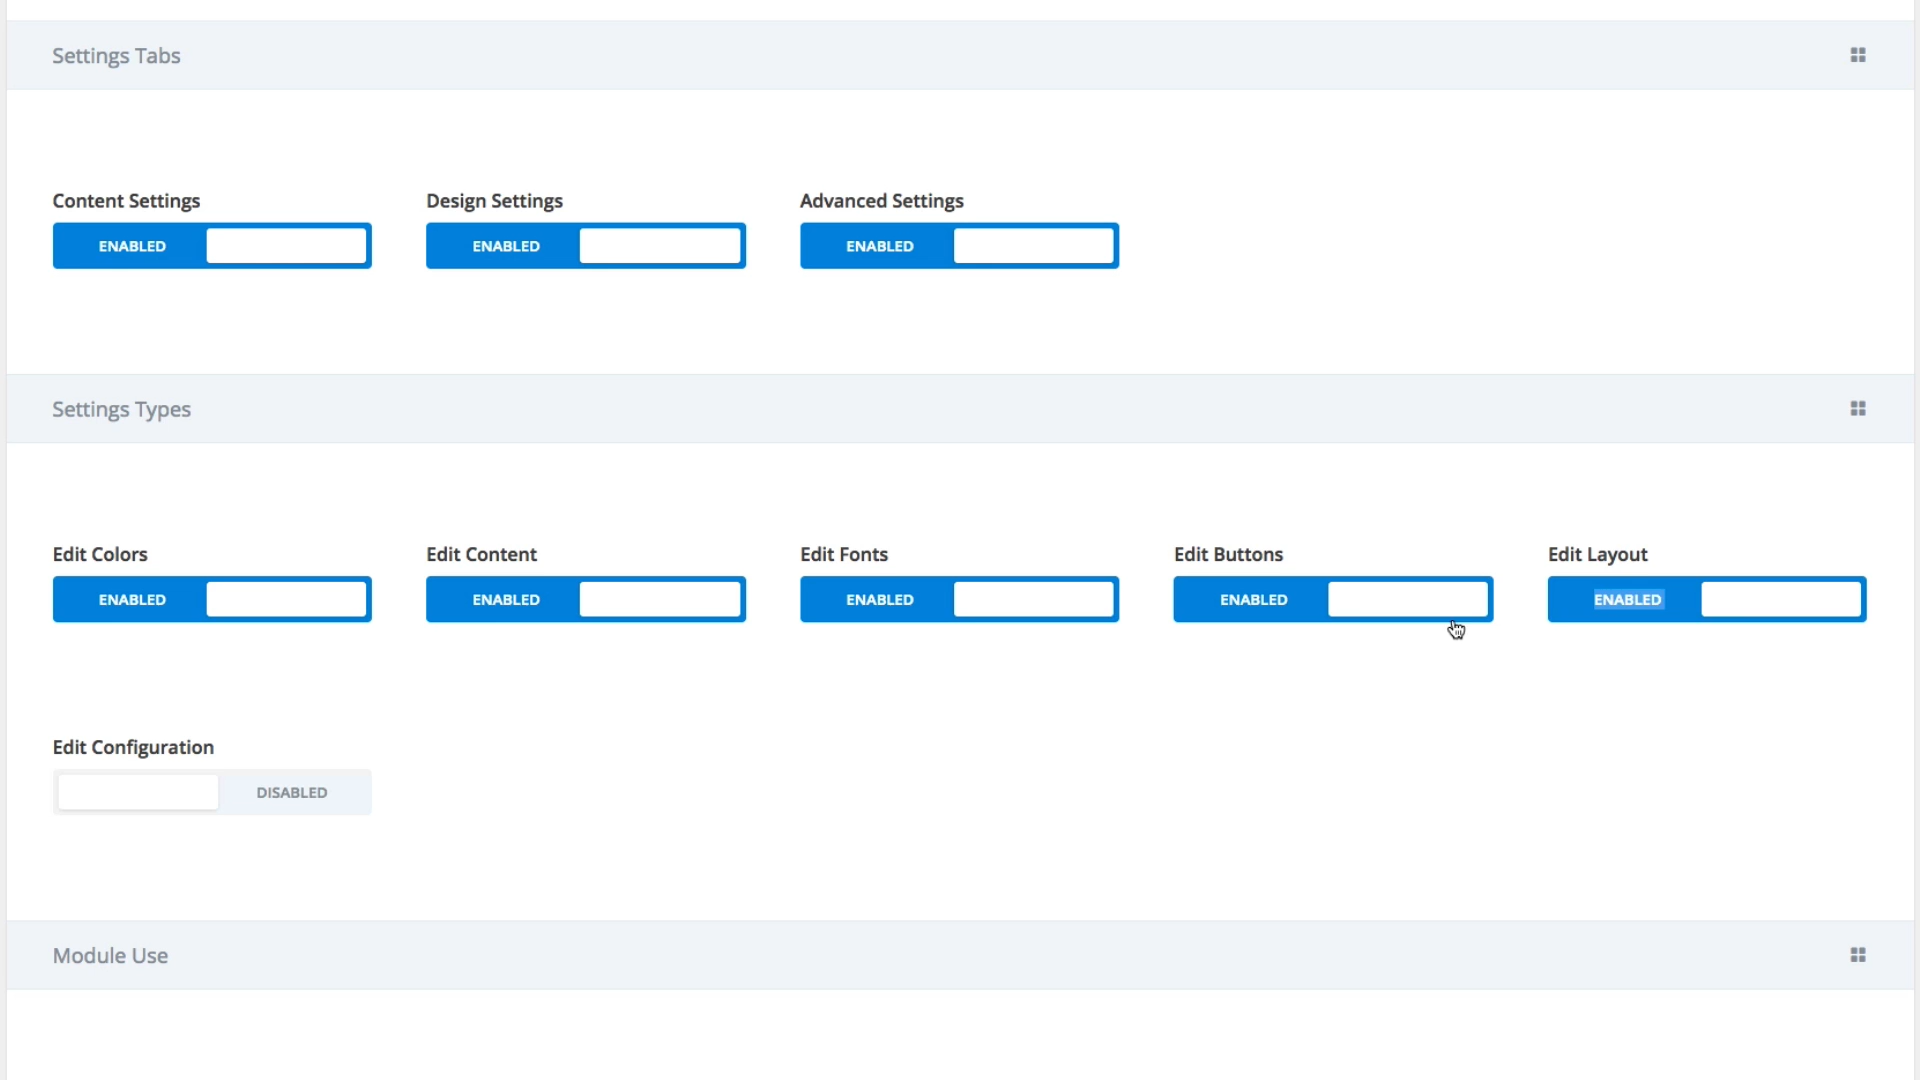 Settings Tabs
Content Settings
Design Settings
Advanced Settings
ENABLED
ENABLED
ENABLED
Settings Types
Edit Colors
Edit Content
Edit Fonts
Edit Buttons
Edit Layout
ENABLED
ENABLED
ENABLED
ENABLED
ENABLED
Edit Configuration
DISABLED
Module Use